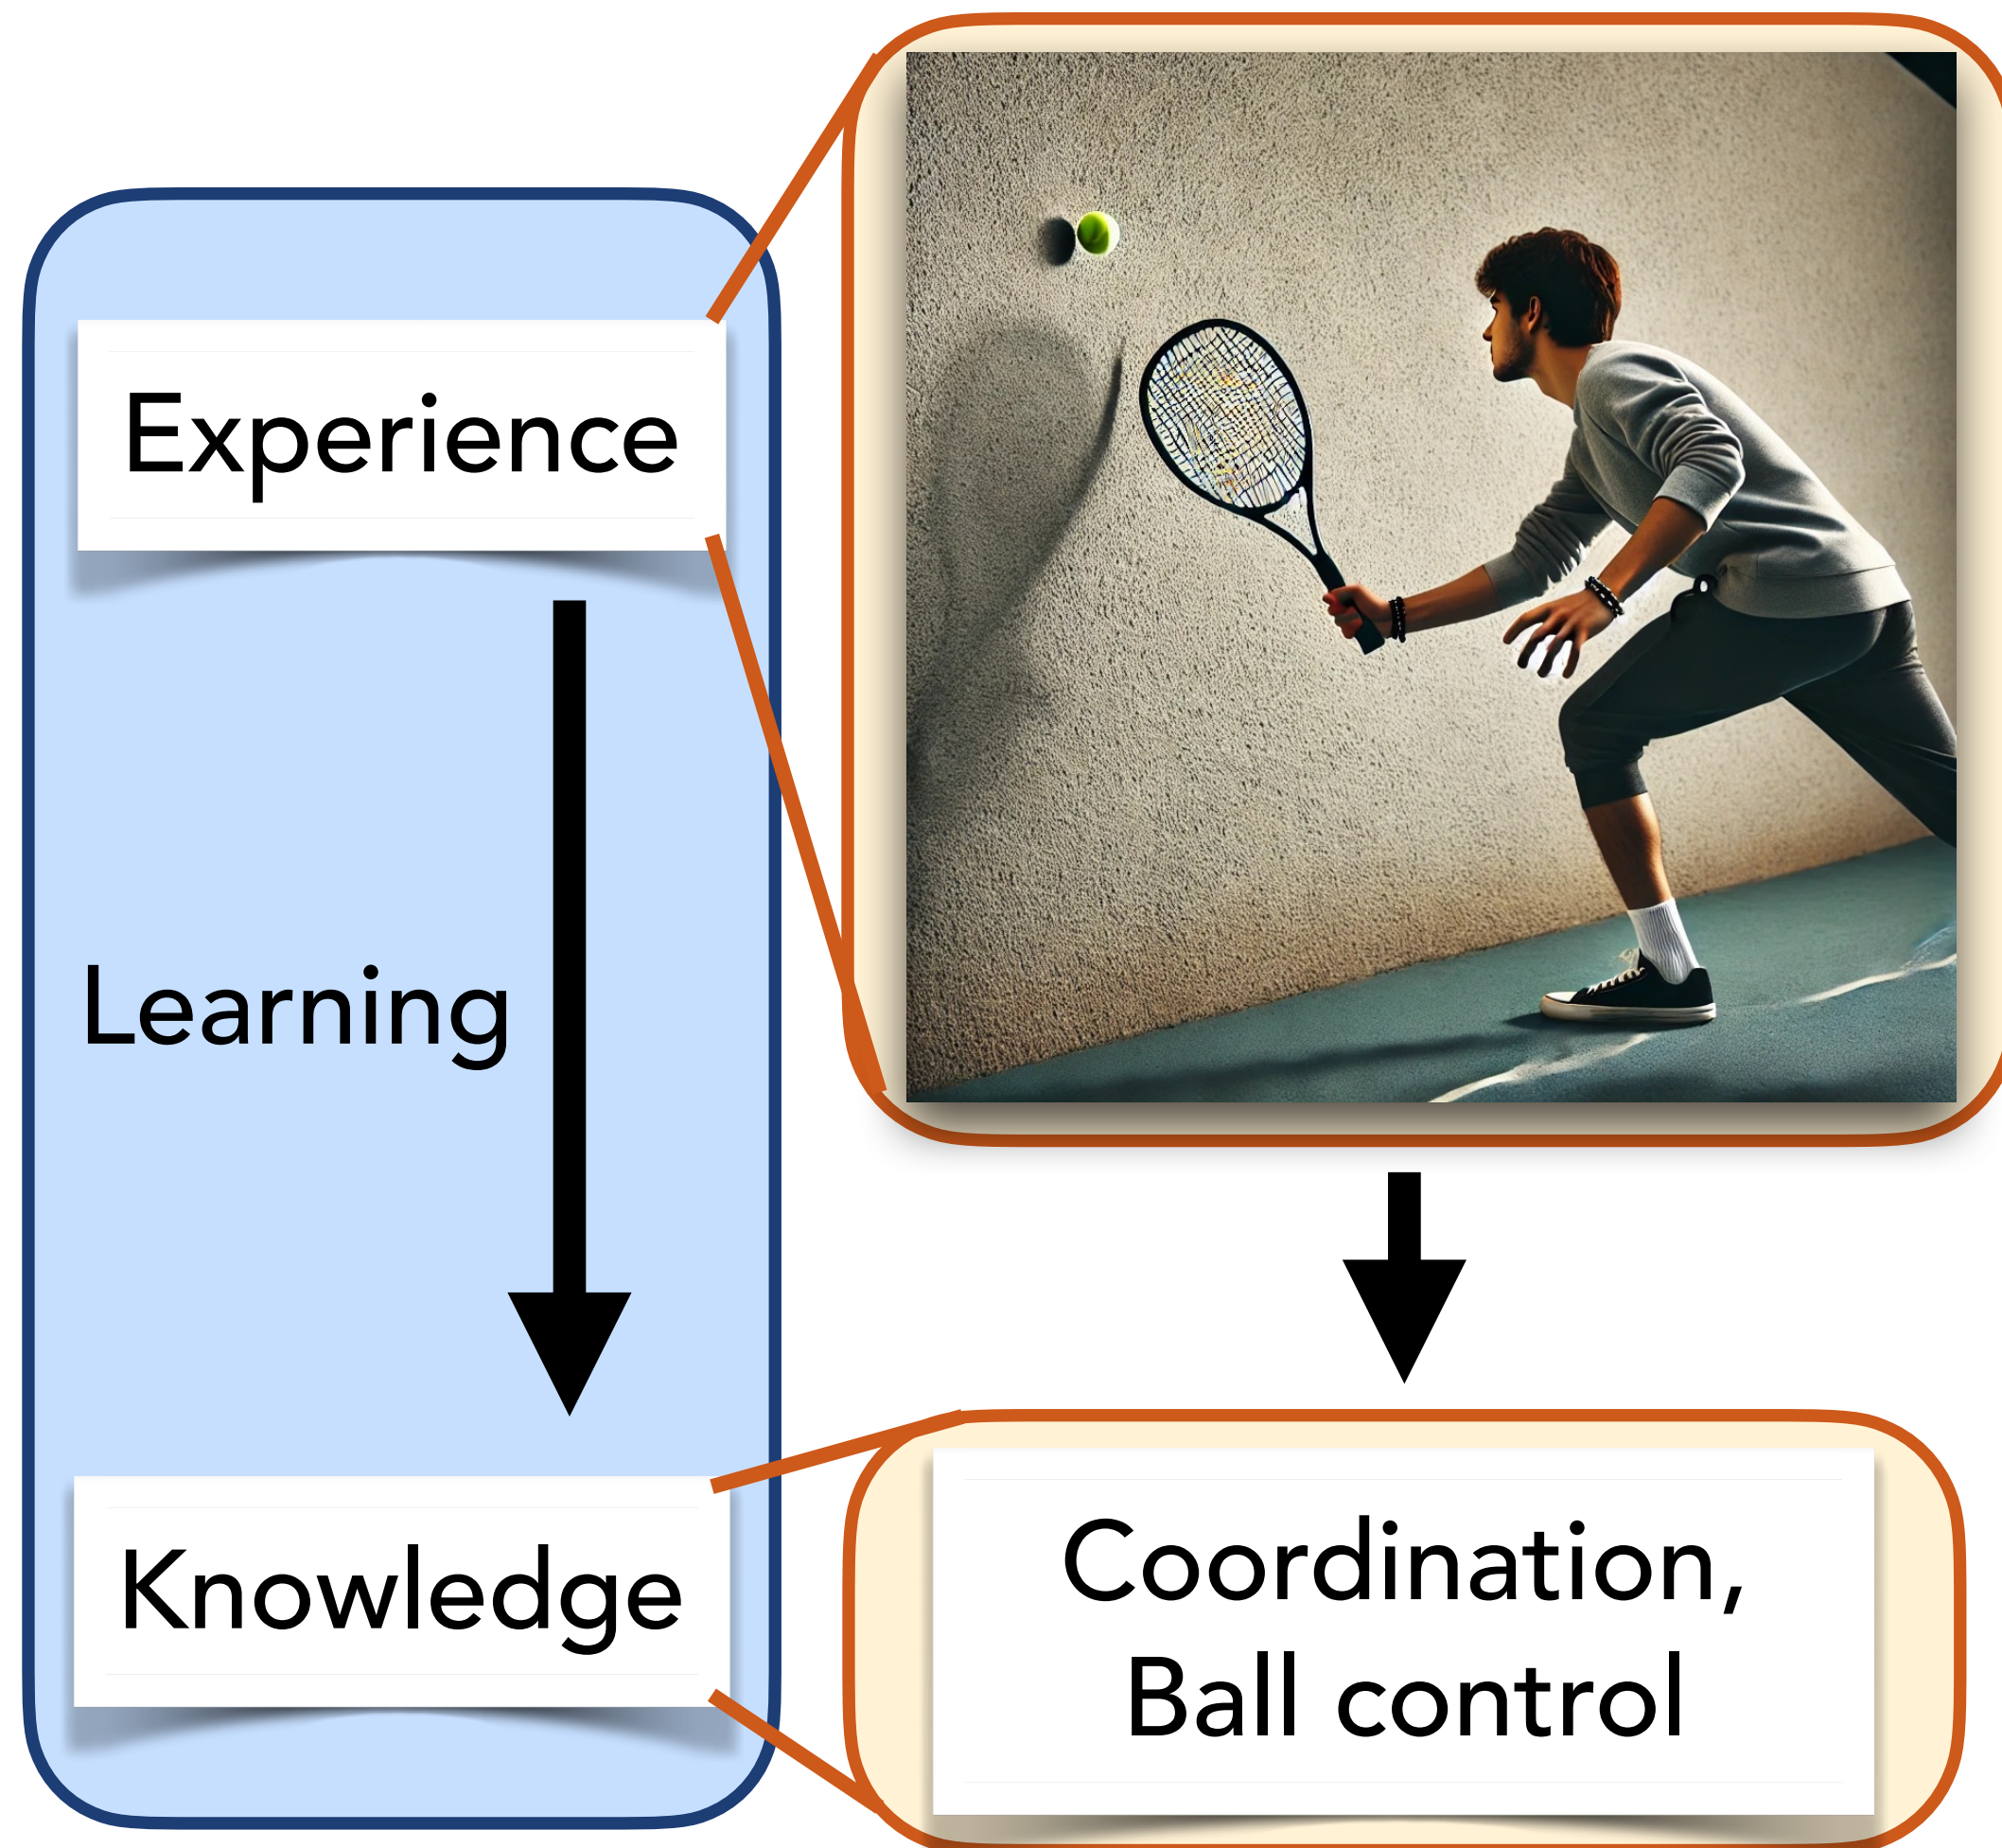 Experience
Learning
Knowledge
Coordination,
Ball control